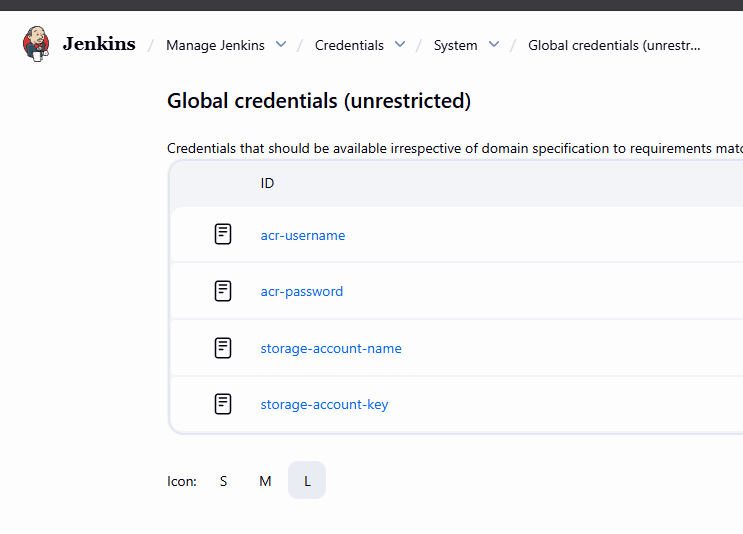 Jenkins / Manage Jenkins / Credentials / System / Global credentials (unrestr...
Global credentials (unrestricted)
Credentials that should be available irrespective of domain specification to requirements matc
ID
acr-username
acr-password
storage-account-name
storage-account-key
Icon: S M L